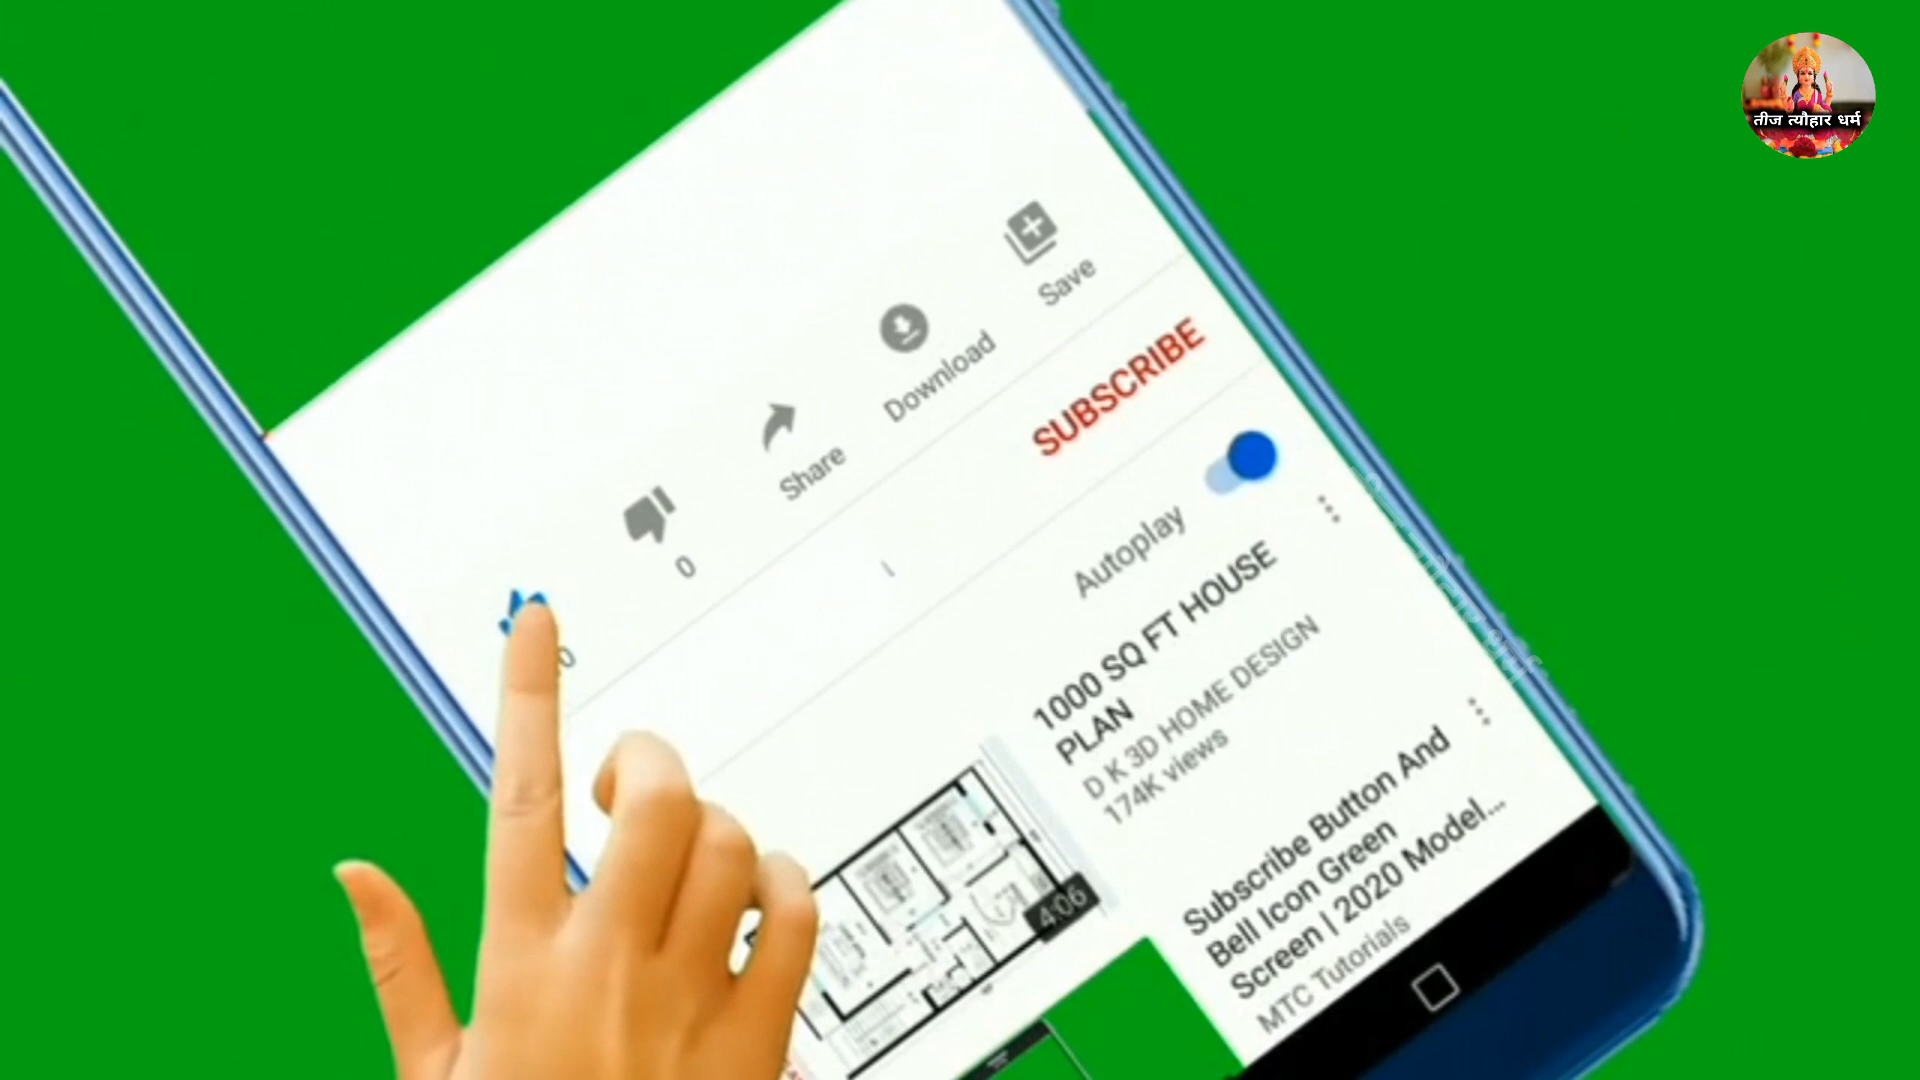 तीज त्यौहार धर्म
Save
Download
Share
0
0
SUBSCRIBE
Autoplay
1000 SQ FT HOUSE
PLAN
D K 3D HOME DESIGN
174K views
4:06
Subscribe Button And
Bell Icon Green
Screen | 2020 Model...
MTC Tutorials